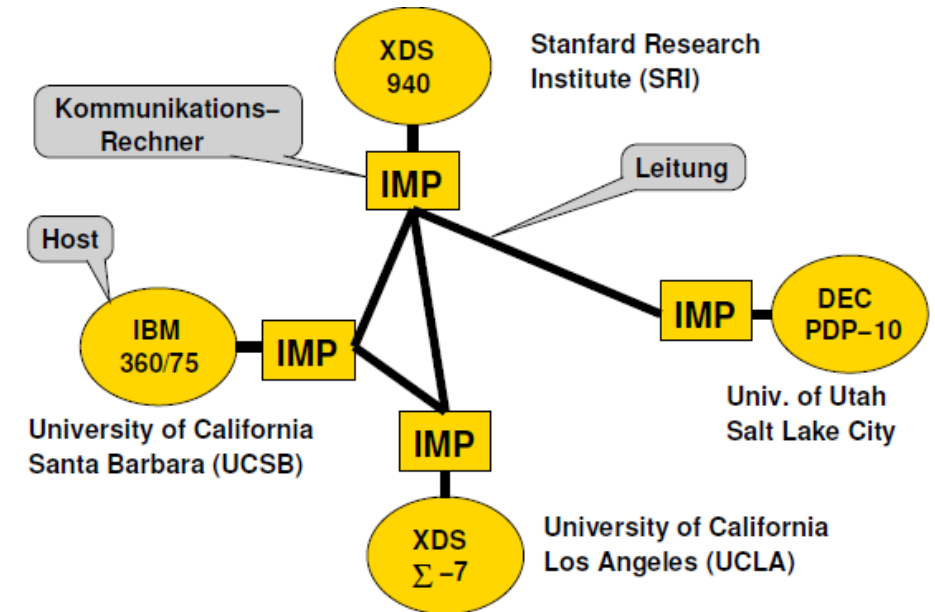 XDS
940
Stanfard Research
Institute (SRI)
Kommunikations–
Rechner
IMP
Leitung
Host
IBM
360/75
IMP
IMP
DEC
PDP–10
University of California
Santa Barbara (UCSB)
Univ. of Utah
Salt Lake City
IMP
XDS
Σ –7
University of California
Los Angeles (UCLA)